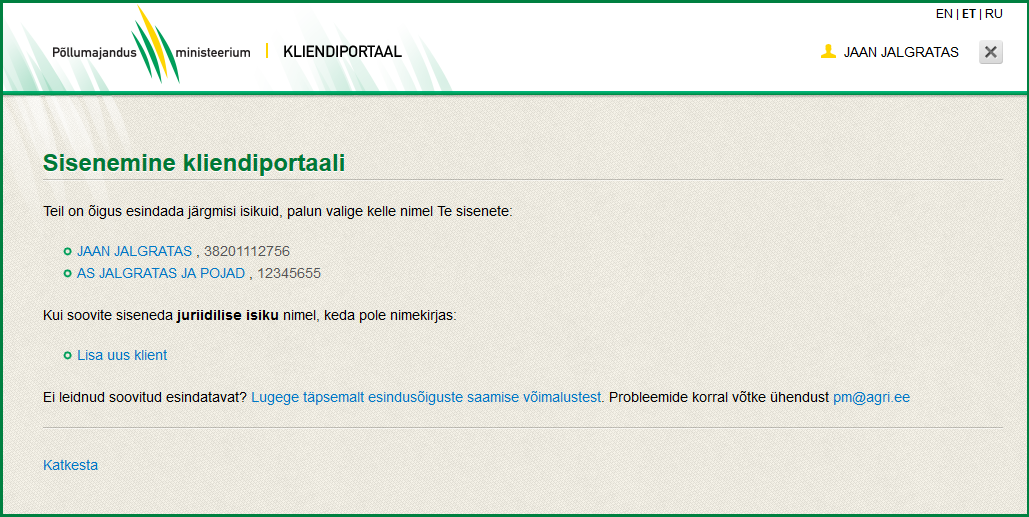 EN | ET | RU
Põllumajandus ministeerium | KLIENDIPORTAAL
JAAN JALGRATAS
Sisenemine kliendiportaali
Teil on õigus esindada järgmisi isikuid, palun valige kelle nimel Te sisenete:
JAAN JALGRATAS , 38201112756
AS JALGRATAS JA POJAD , 12345655
Kui soovite siseneda juriidilise isiku nimel, keda pole nimekirjas:
Lisa uus klient
Ei leidnud soovitud esindatavat? Lugege täpsemalt esindusõiguste saamise võimalustest. Probleemide korral võtke ühendust pm@agri.ee
Katkesta